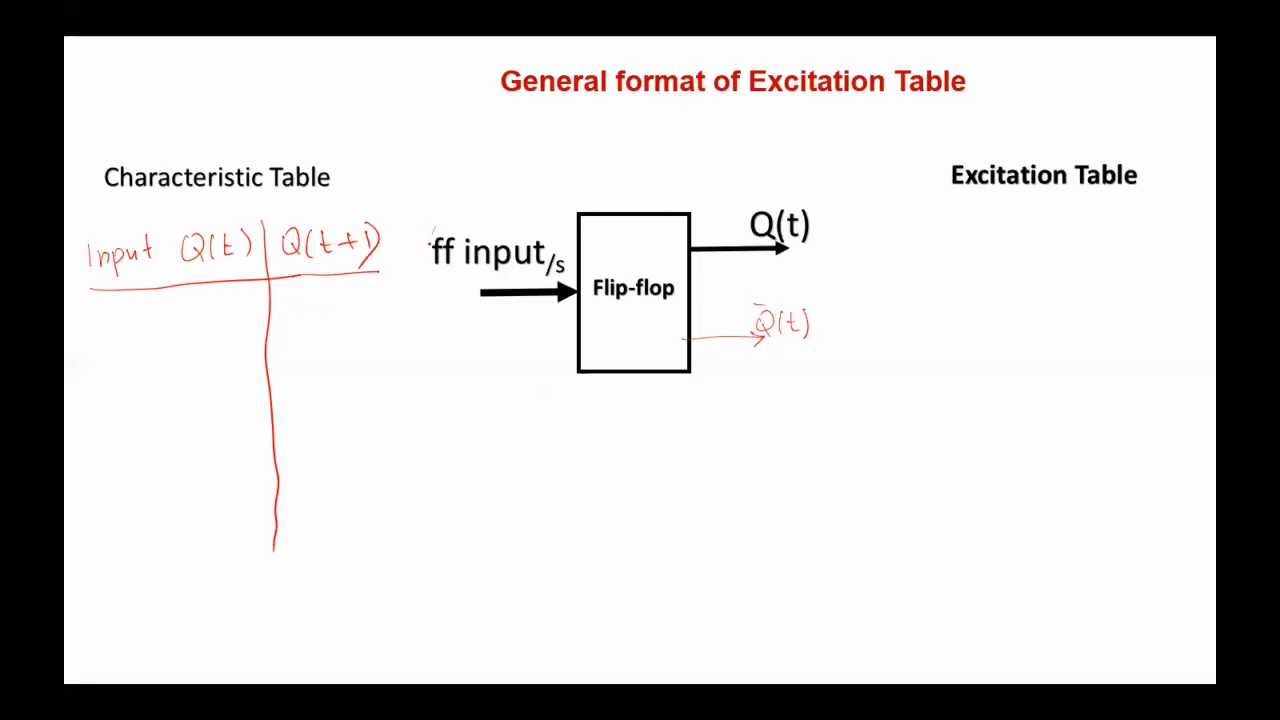 General format of Excitation Table
Characteristic Table
Excitation Table
Input Q(t) Q(t+1)
ff input/s
Flip-flop
Q(t)
Q̄(t)